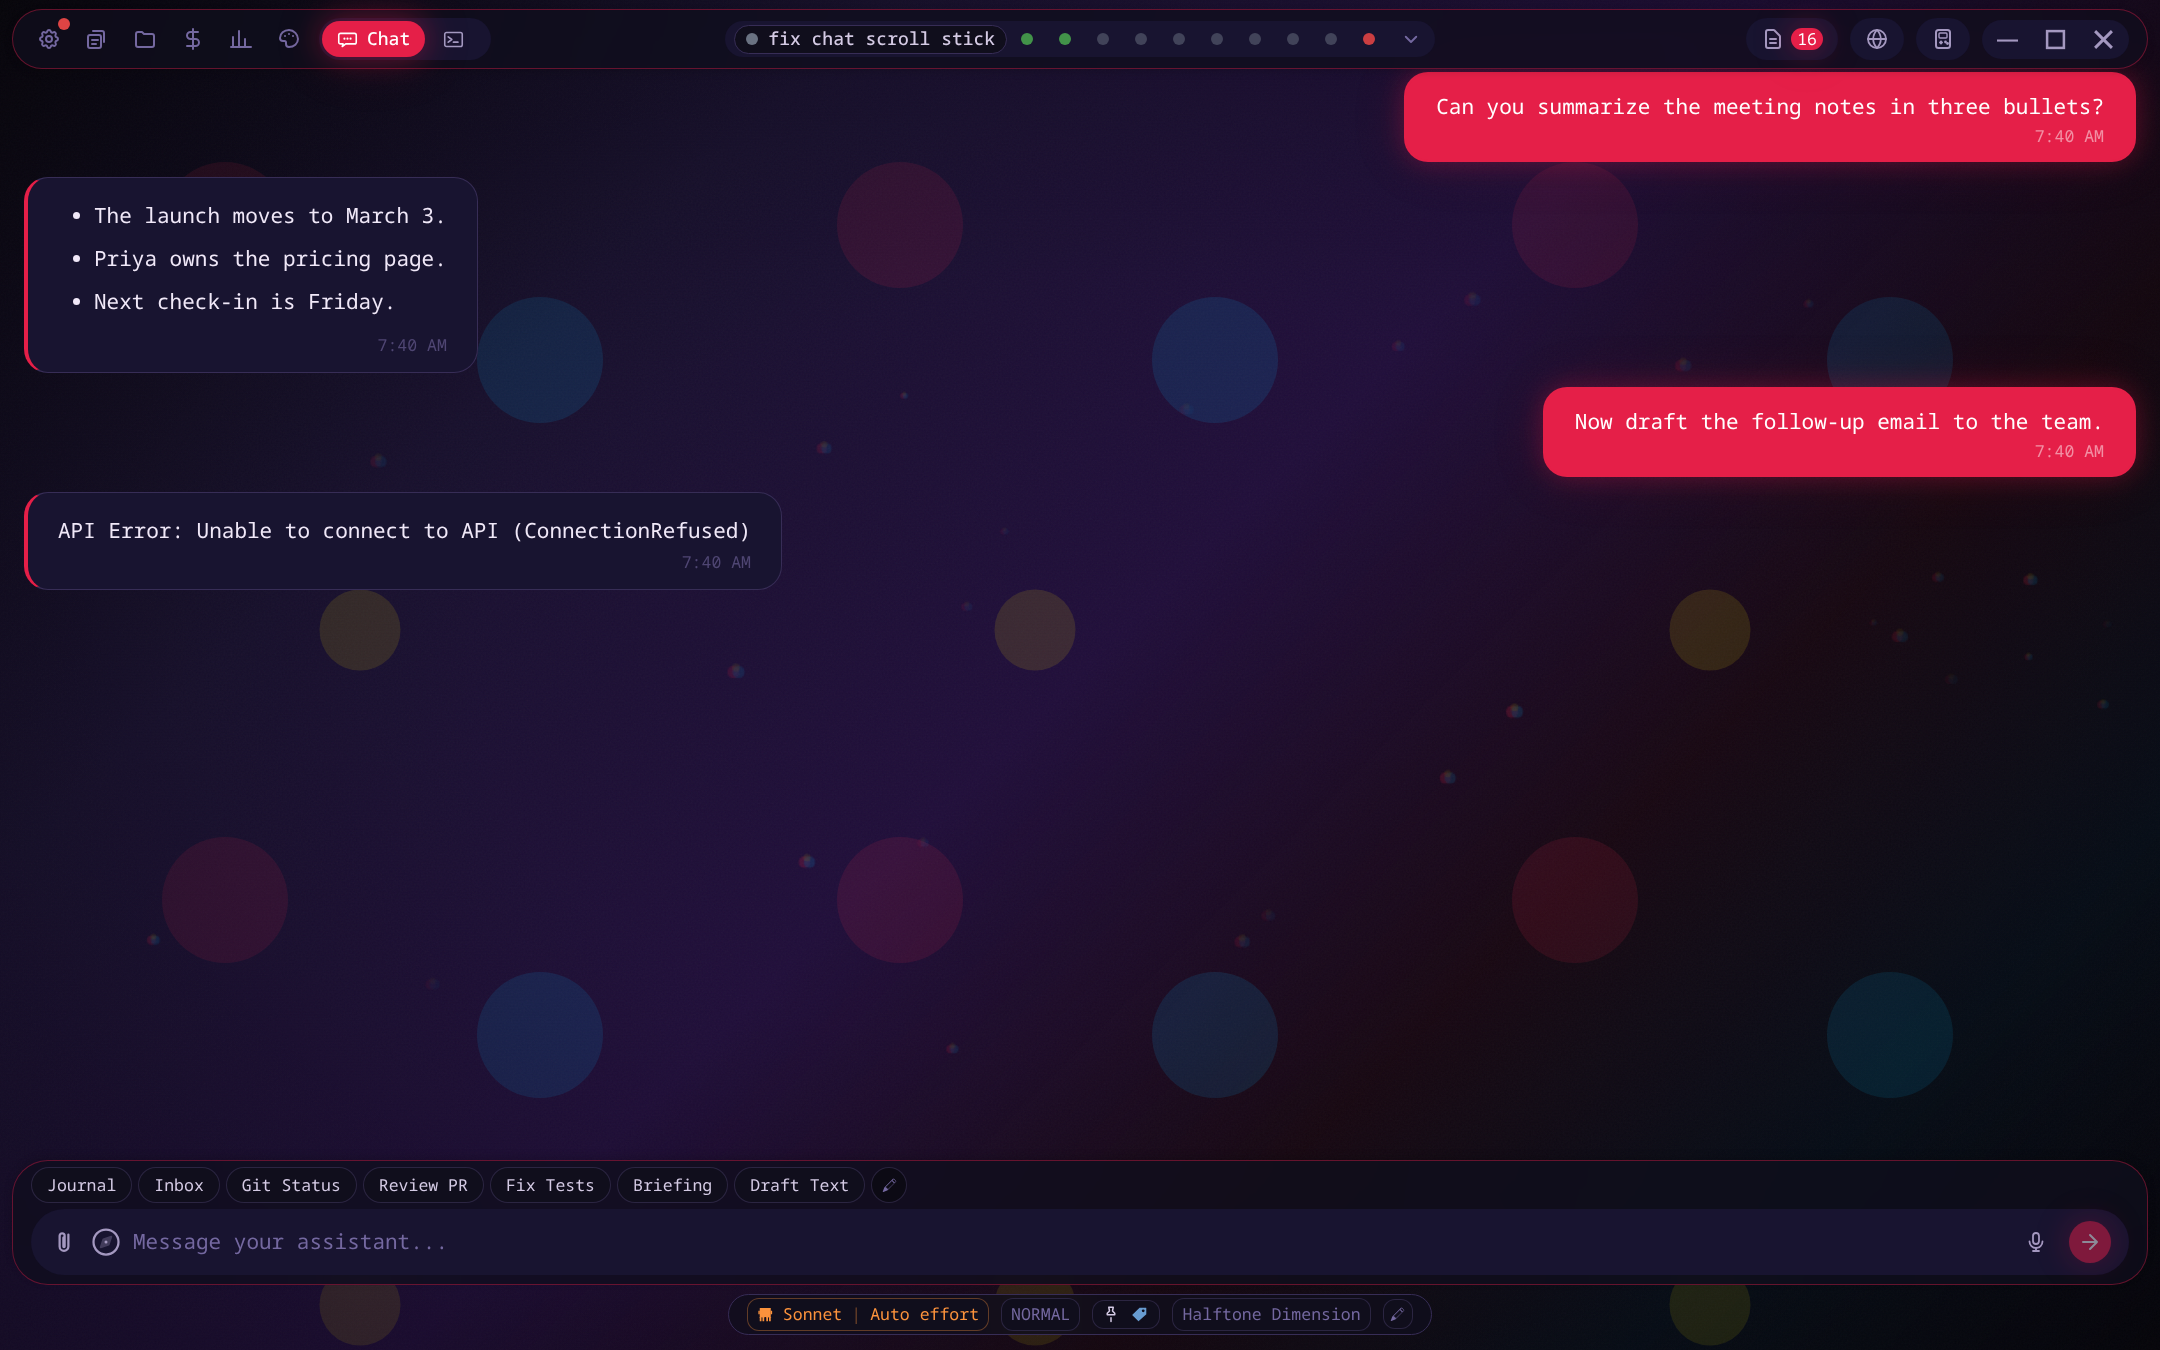 Chat
fix chat scroll stick
16
Can you summarize the meeting notes in three bullets?
7:40 AM
• The launch moves to March 3.
• Priya owns the pricing page.
• Next check-in is Friday.
7:40 AM
Now draft the follow-up email to the team.
7:40 AM
API Error: Unable to connect to API (ConnectionRefused)
7:40 AM
Journal Inbox Git Status Review PR Fix Tests Briefing Draft Text
Message your assistant...
Sonnet | Auto effort NORMAL Halftone Dimension